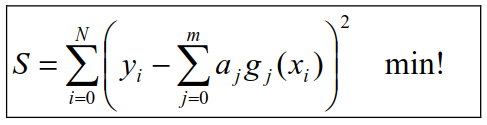 S = \sum_{i=0}^{N} \left( y_i - \sum_{j=0}^{m} a_j g_j(x_i) \right)^2 min!